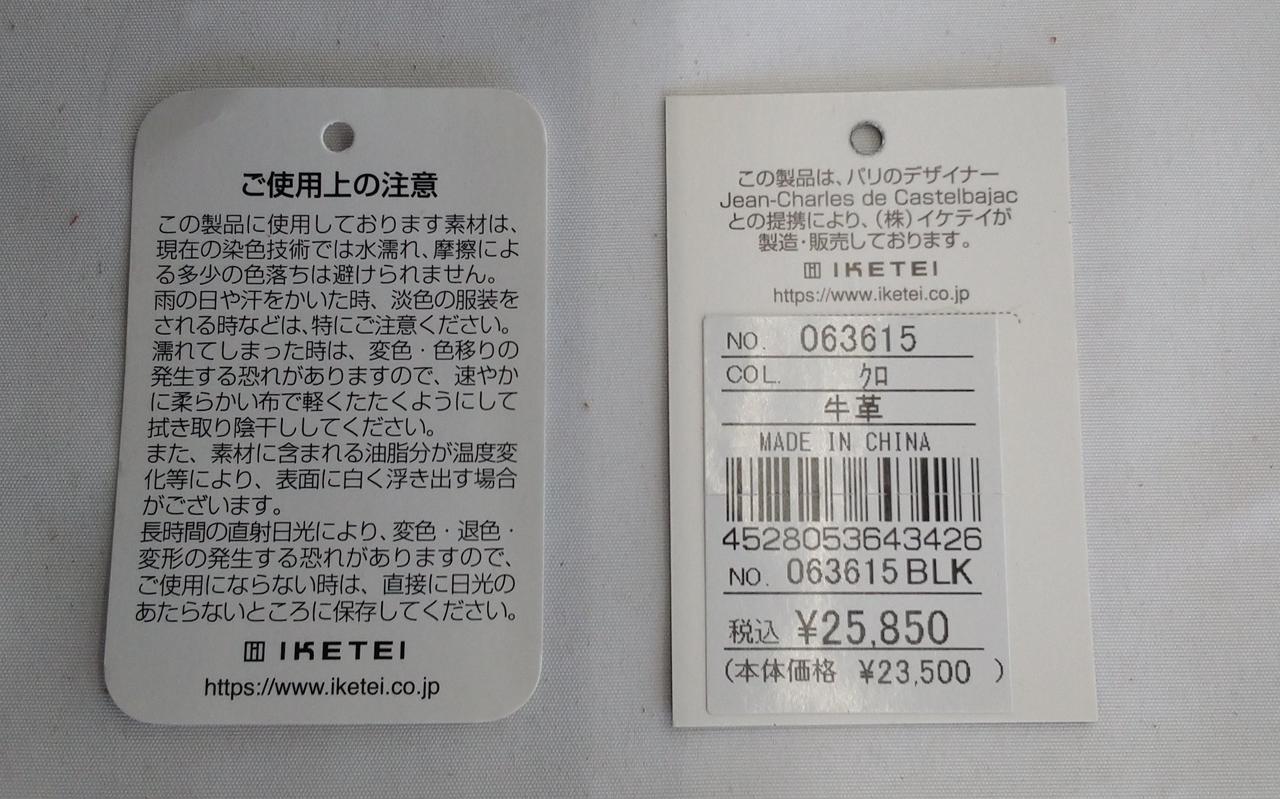 ご使用上の注意
この製品に使用しております素材は、
現在の染色技術では水濡れ、摩擦によ
る多少の色落ちは避けられません。
雨の日や汗をかいた時、淡色の服装を
される時などは、特にご注意ください。
濡れてしまった時は、変色・色移りの
発生する恐れがありますので、速やか
に柔らかい布で軽くたたくようにして
拭き取り陰干ししてください。
また、素材に含まれる油脂分が温度変
化等により、表面に白く浮き出す場合
がございます。
長時間の直射日光により、変色・退色・
変形の発生する恐れがありますので、
ご使用にならない時は、直接に日光の
あたらないところに保存してください。
IKETEI
https://www.iketei.co.jp
この製品は、パリのデザイナー
Jean-Charles de Castelbajac
との提携により、(株)イケテイが
製造・販売しております。
IKETEI
https://www.iketei.co.jp
NO. 063615
COL. ｸﾛ
牛革
MADE IN CHINA
4528053643426
NO. 063615BLK
税込 ¥25,850
(本体価格 ¥23,500 )